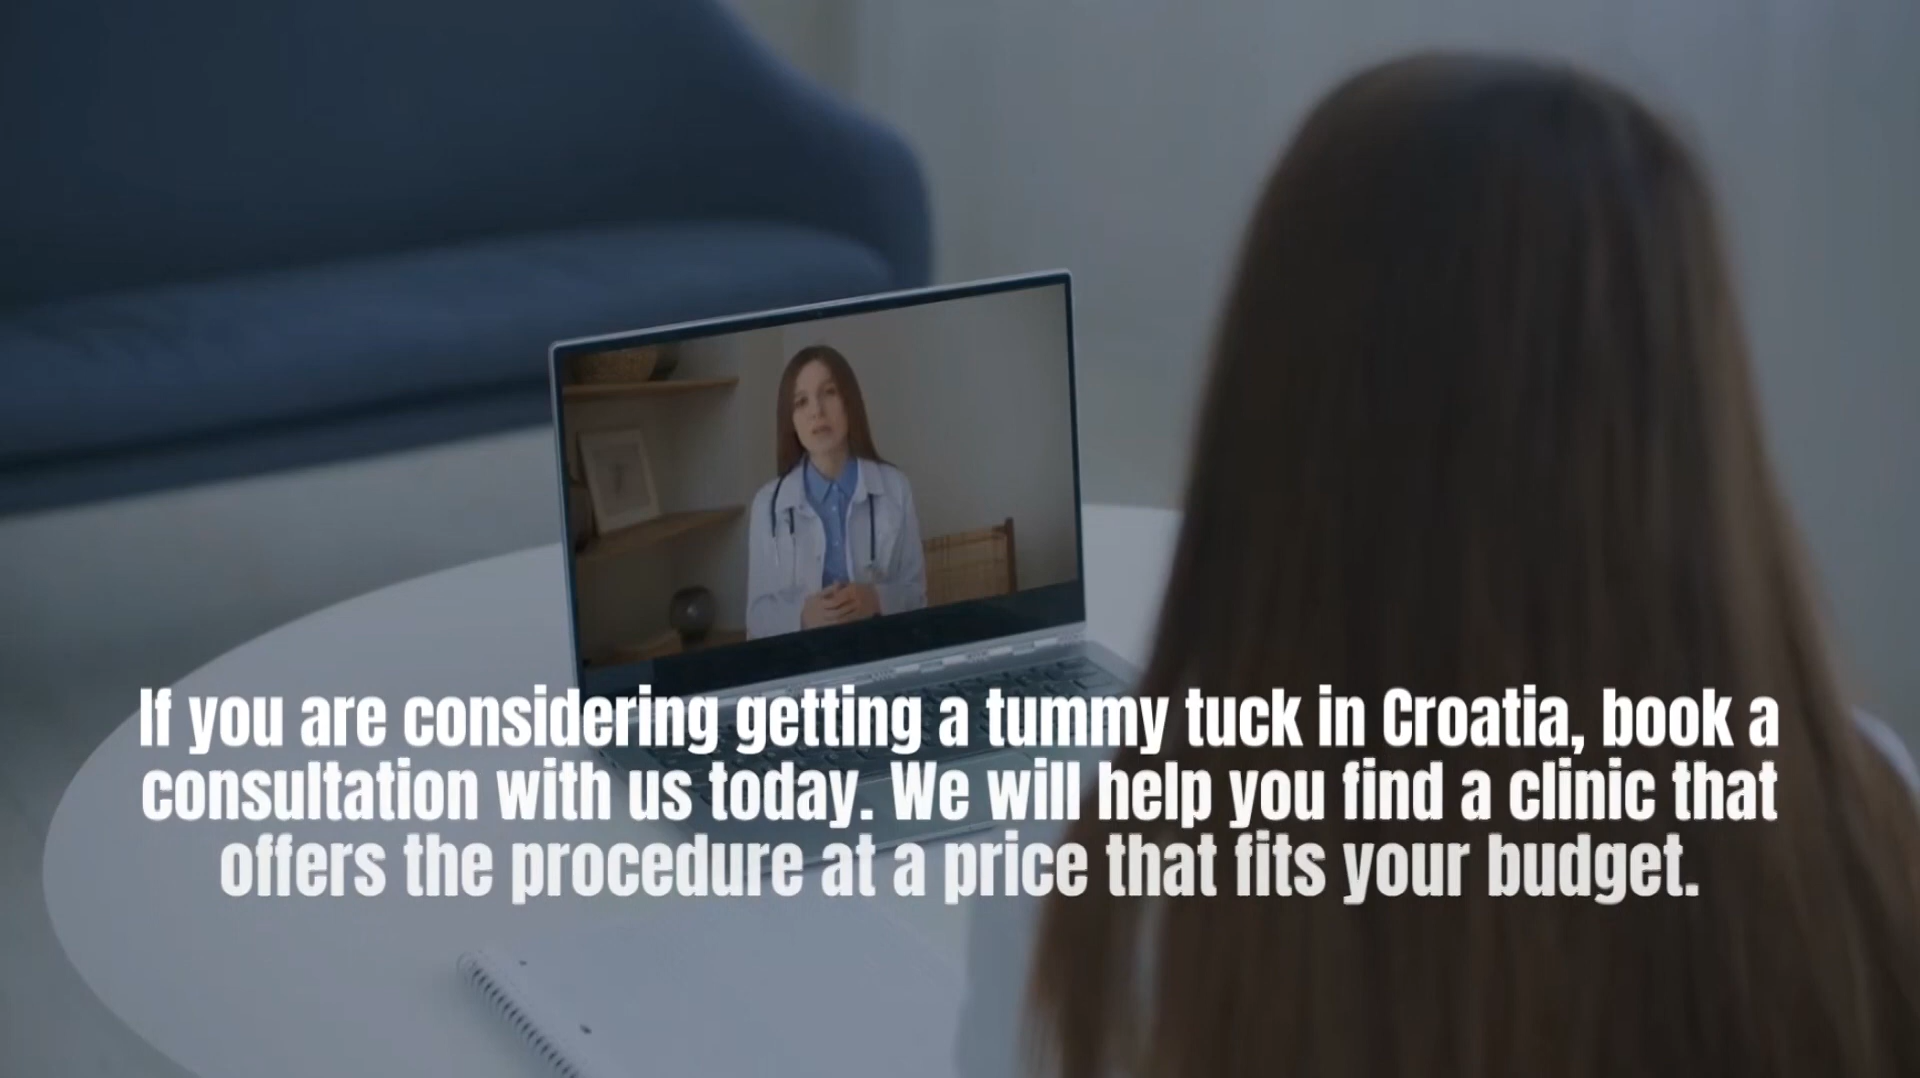 If you are considering getting a tummy tuck in Croatia, book a
consultation with us today. We will help you find a clinic that
offers the procedure at a price that fits your budget.